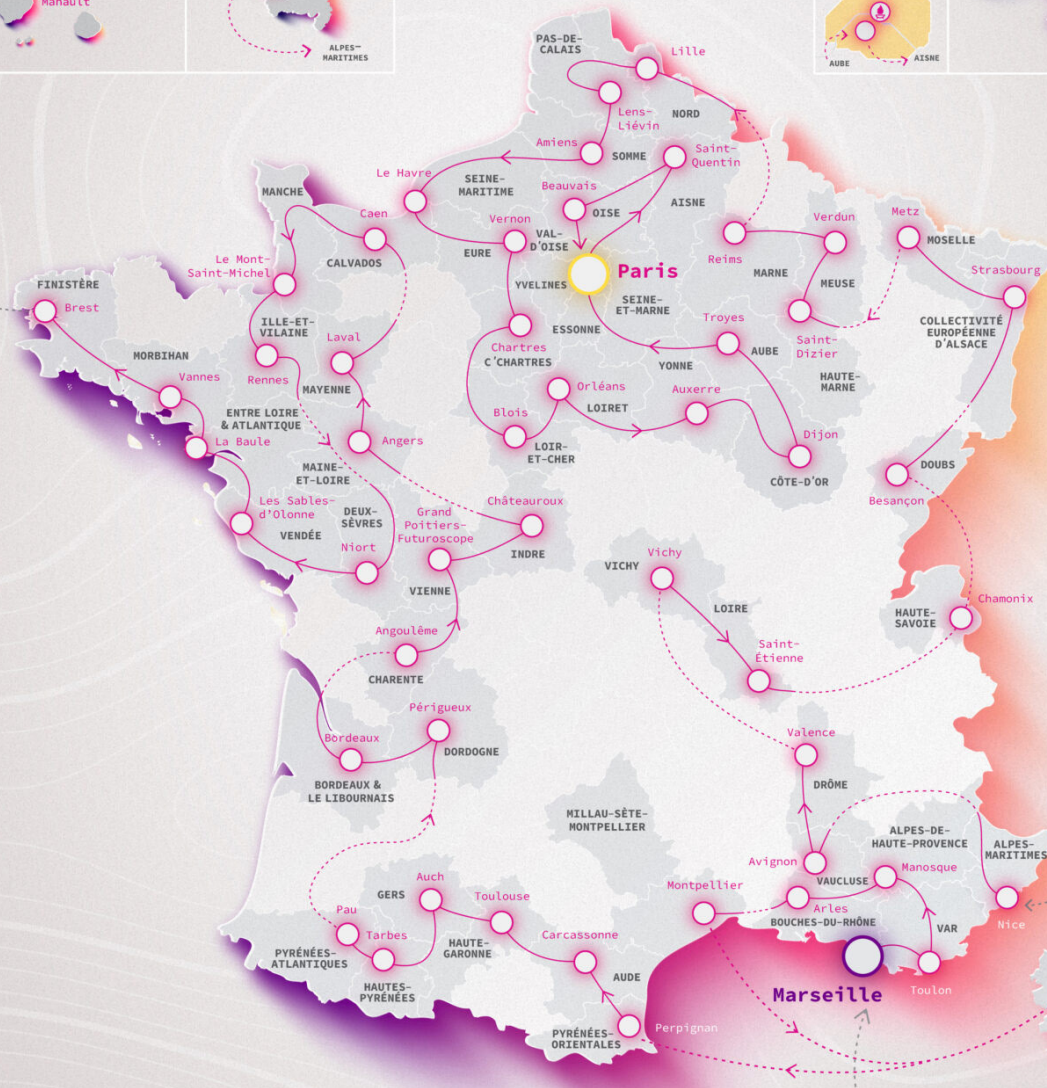 Mahault
ALPES-
MARITIMES
AUBE
AISNE
PAS-DE-
CALAIS
Lille
Lens-
Liévin
NORD
Amiens
SOMME
Saint-
Quentin
Le Havre
SEINE-
MARITIME
Beauvais
OISE
AISNE
MANCHE
Caen
Vernon
VAL-
D'OISE
Verdun
Metz
MOSELLE
EURE
Reims
CALVADOS
Le Mont-
Saint-Michel
Paris
YVELINES
MARNE
MEUSE
Strasbourg
FINISTÈRE
Brest
SEINE-
ET-MARNE
ILLE-ET-
VILAINE
Laval
ESSONNE
Troyes
COLLECTIVITÉ
EUROPÉENNE
D'ALSACE
Chartres
C'CHARTRES
Saint-
Dizier
AUBE
YONNE
MORBIHAN
Vannes
Rennes
MAYENNE
Orléans
Auxerre
HAUTE-
MARNE
LOIRET
ENTRE LOIRE
& ATLANTIQUE
Blois
La Baule
Angers
LOIR-
ET-CHER
Dijon
CÔTE-D'OR
MAINE-
ET-LOIRE
DOUBS
Besançon
Les Sables-
d'Olonne
DEUX-
SÈVRES
Grand
Poitiers-
Futuroscope
Châteauroux
VENDÉE
Niort
INDRE
VIENNE
VICHY
Vichy
LOIRE
Chamonix
HAUTE-
SAVOIE
Angoulême
Saint-
Étienne
CHARENTE
Périgueux
Bordeaux
DORDOGNE
Valence
BORDEAUX &
LE LIBOURNAIS
DRÔME
MILLAU-SÈTE-
MONTPELLIER
ALPES-DE-
HAUTE-PROVENCE
ALPES-
MARITIMES
Avignon
Manosque
VAUCLUSE
Auch
GERS
Toulouse
Montpellier
Arles
BOUCHES-DU-RHÔNE
Pau
Tarbes
HAUTE-
GARONNE
Carcassonne
Nice
VAR
PYRÉNÉES-
ATLANTIQUES
AUDE
HAUTES-
PYRÉNÉES
Marseille
Toulon
PYRÉNÉES-
ORIENTALES
Perpignan